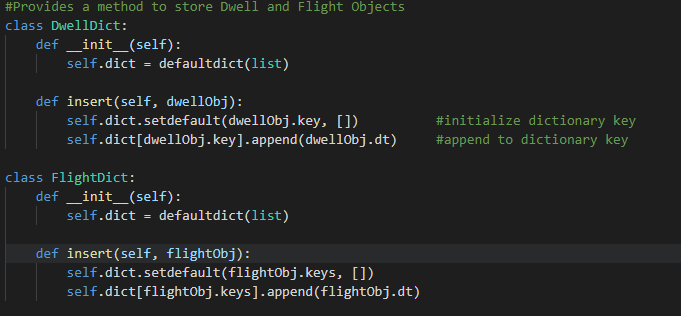 #Provides a method to store Dwell and Flight Objects
class DwellDict:
    def __init__(self):
        self.dict = defaultdict(list)

    def insert(self, dwellObj):
        self.dict.setdefault(dwellObj.key, [])          #initialize dictionary key
        self.dict[dwellObj.key].append(dwellObj.dt)     #append to dictionary key

class FlightDict:
    def __init__(self):
        self.dict = defaultdict(list)

    def insert(self, flightObj):
        self.dict.setdefault(flightObj.keys, [])
        self.dict[flightObj.keys].append(flightObj.dt)